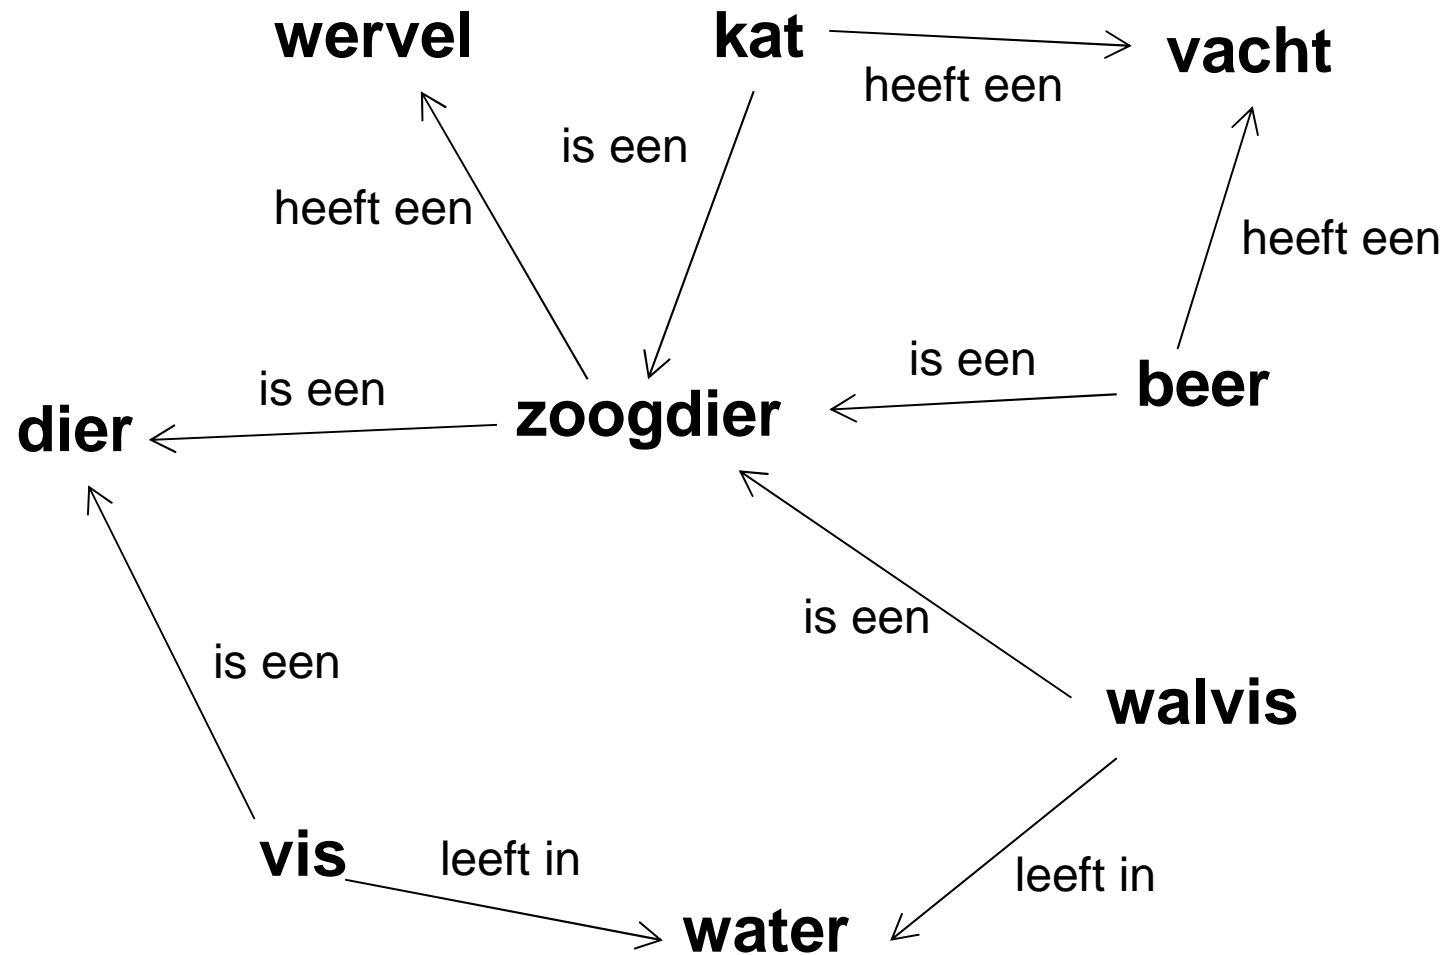 wervel
kat
vacht
heeft een
is een
heeft een
heeft een
is een
is een
beer
zoogdier
dier
is een
is een
walvis
vis
leeft in
leeft in
water